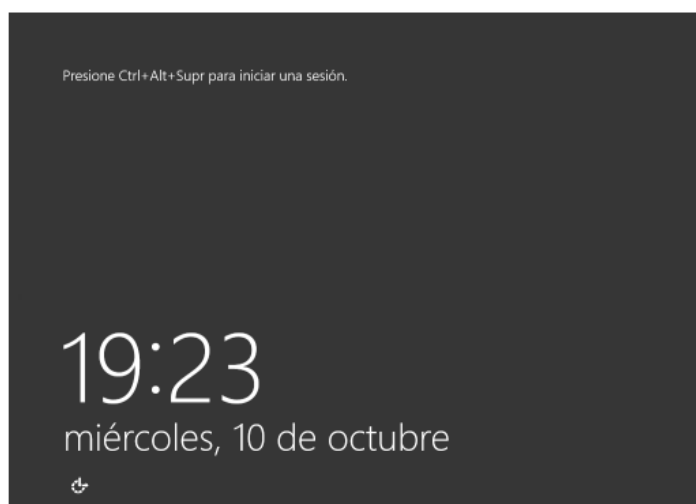 Presione Ctrl+Alt+Supr para iniciar una sesión.
19:23
miércoles, 10 de octubre